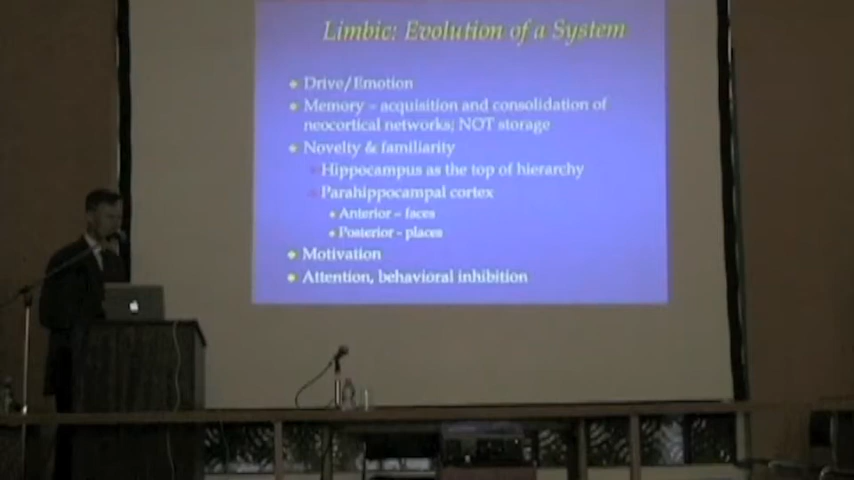 Limbic: Evolution of a System
Drive/Emotion
Memory – acquisition and consolidation of
neocortical networks; NOT storage
Novelty & familiarity
Hippocampus as the top of hierarchy
Parahippocampal cortex
Anterior – faces
Posterior - places
Motivation
Attention, behavioral inhibition